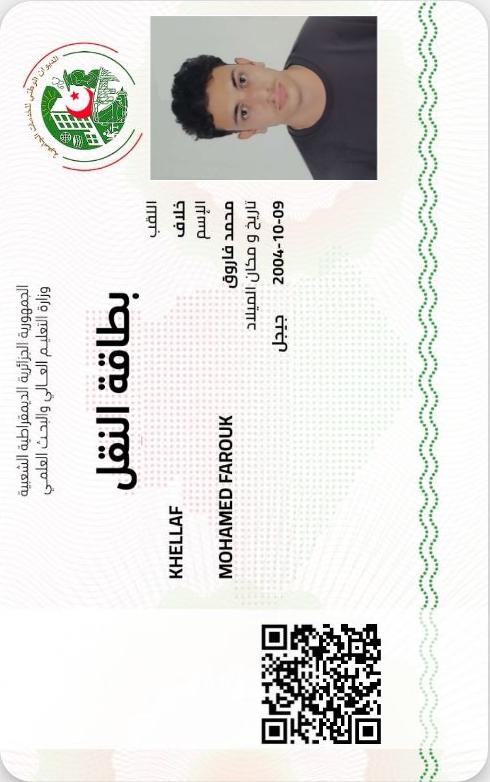 الجمهورية الجزائرية الديمقراطية الشعبية
وزارة التعليم العالي والبحث العلمي
الديوان الوطني للخدمات الجامعية
بطاقة النقل
اللقب
خلاف
KHELLAF
الإسم
محمد فاروق
MOHAMED FAROUK
تاريخ و مكان الميلاد
2004-10-09 جيجل